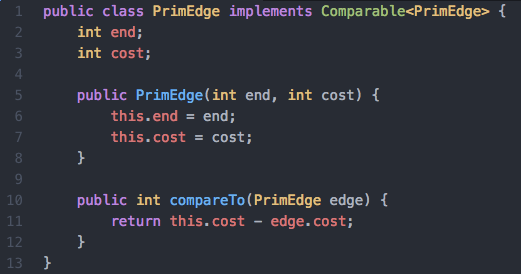 1 public class PrimEdge implements Comparable<PrimEdge> {
2     int end;
3     int cost;
4
5     public PrimEdge(int end, int cost) {
6         this.end = end;
7         this.cost = cost;
8     }
9
10     public int compareTo(PrimEdge edge) {
11         return this.cost - edge.cost;
12     }
13 }